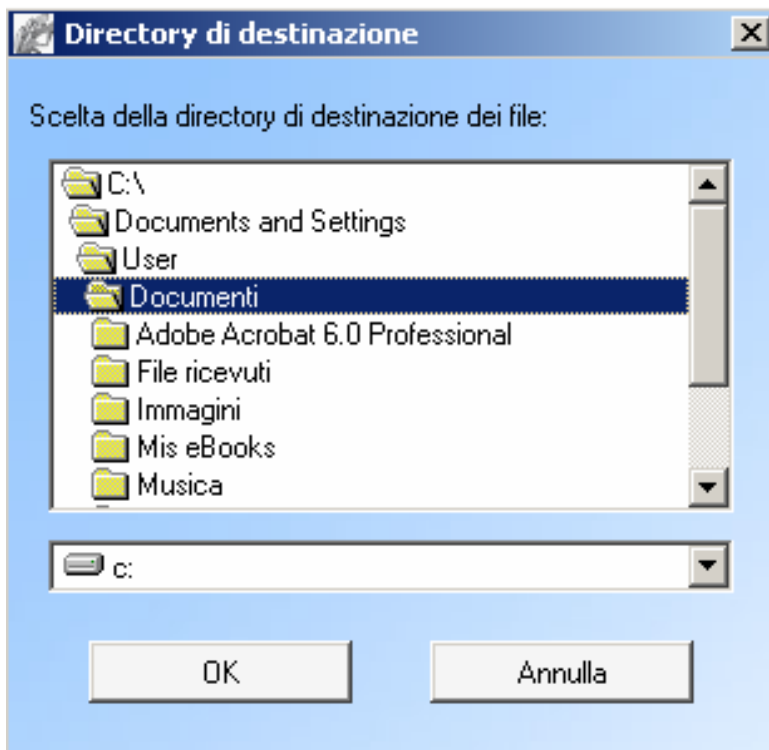 Directory di destinazione
Scelta della directory di destinazione dei file:
C:\
Documents and Settings
User
Documenti
Adobe Acrobat 6.0 Professional
File ricevuti
Immagini
Mis eBooks
Musica
c:
OK
Annulla